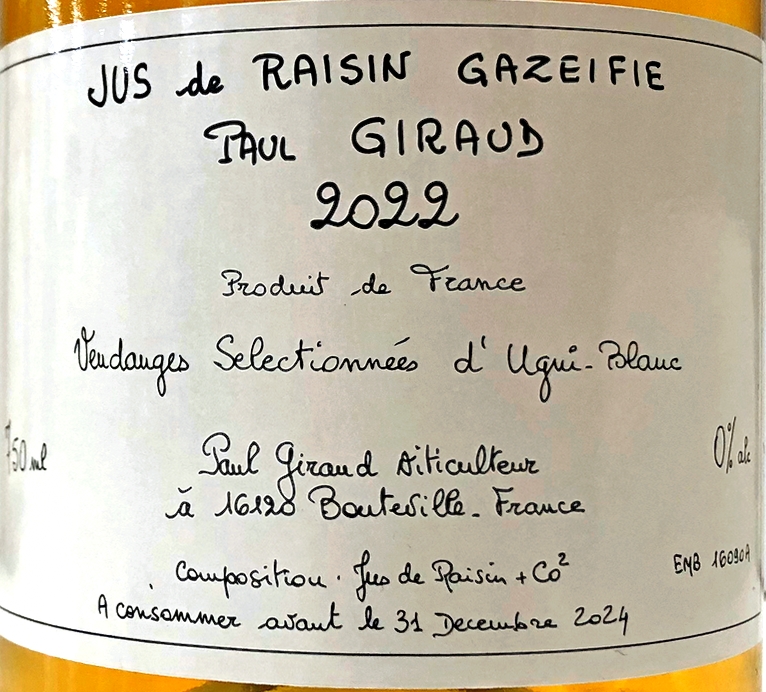 JUS de RAISIN GAZEIFIE
PAUL GIRAUD
2022
Produit de France
Vendanges Selectionnées d' Ugni-Blanc
750 ml
0% alc
Paul Giraud Viticulteur
à 16120 Bouteville - France
EMB 16090A
Composition . Jus de Raisin + Co²
A consommer avant le 31 Decembre 2024